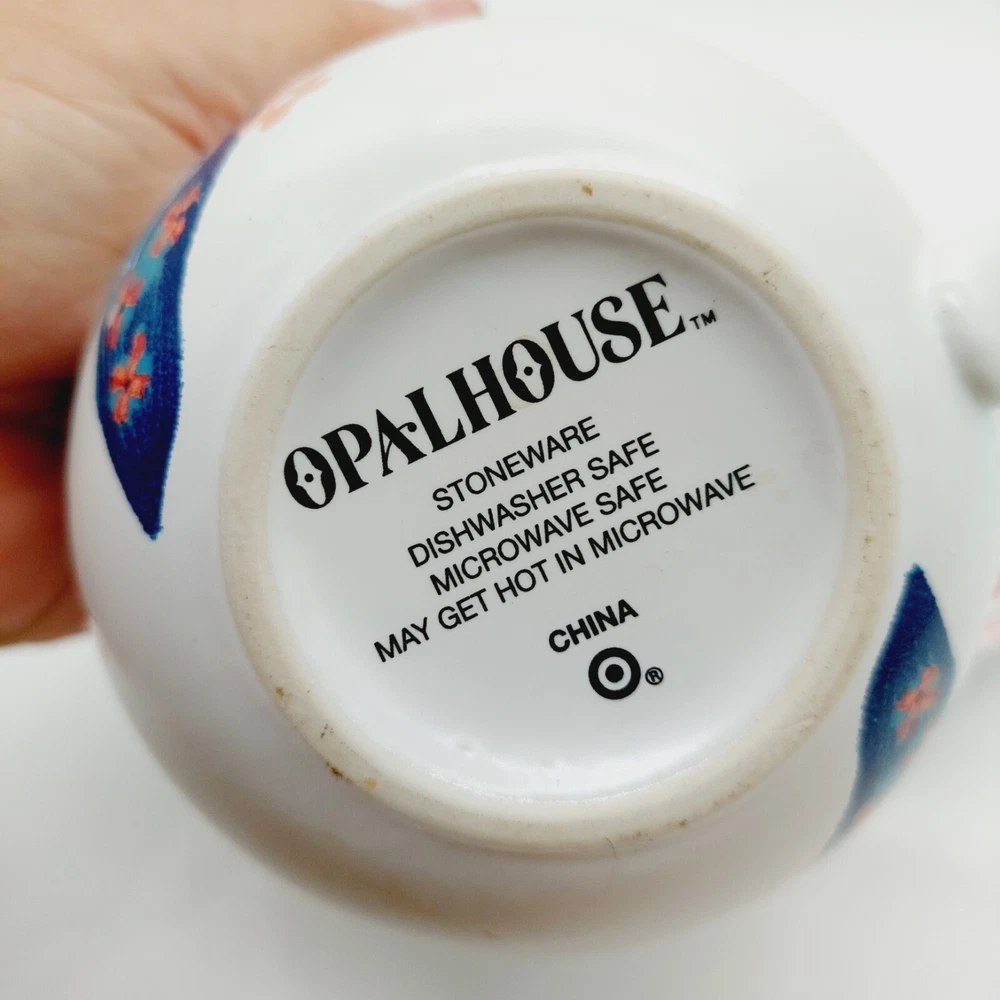 OPALHOUSE™
STONEWARE
DISHWASHER SAFE
MICROWAVE SAFE
MAY GET HOT IN MICROWAVE
CHINA
®